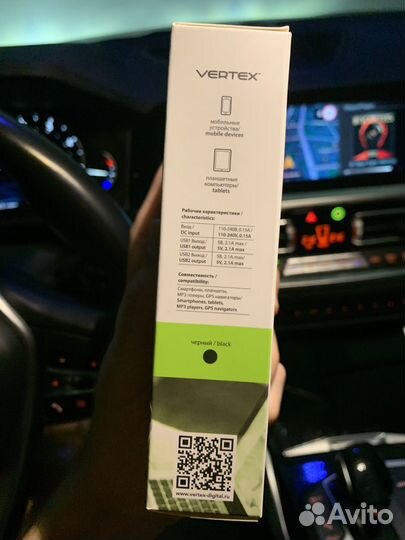 VERTEX™
мобильные
устройства/
mobile devices
планшетные
компьютеры/
tablets
Рабочие характеристики /
characteristics:
Вход / 110-240В, 0.15А /
DC input 110-240V, 0.15A
USB1 Выход / 5В, 2.1А max /
USB1 output 5V, 2.1A max
USB2 Выход / 5В, 2.1А max/
USB2 output 5V, 2.1A max
Совместимость /
compatibility:
Смартфоны, планшеты,
MP3 плееры, GPS навигаторы/
Smartphones, tablets,
MP3 players, GPS navigators
черный / black
www.vertex-digital.ru
Avito